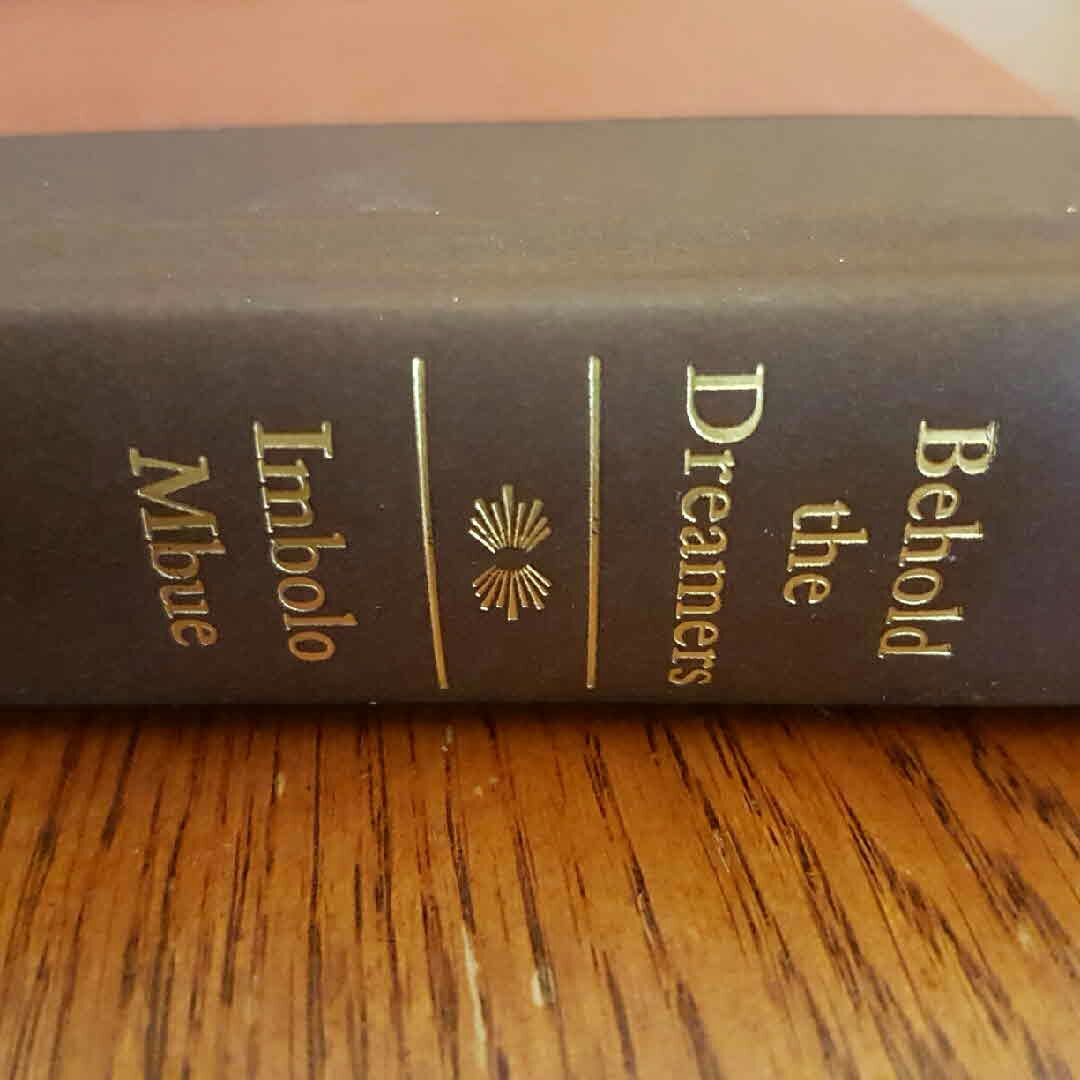 Behold
the
Dreamers
Imbolo
Mbue